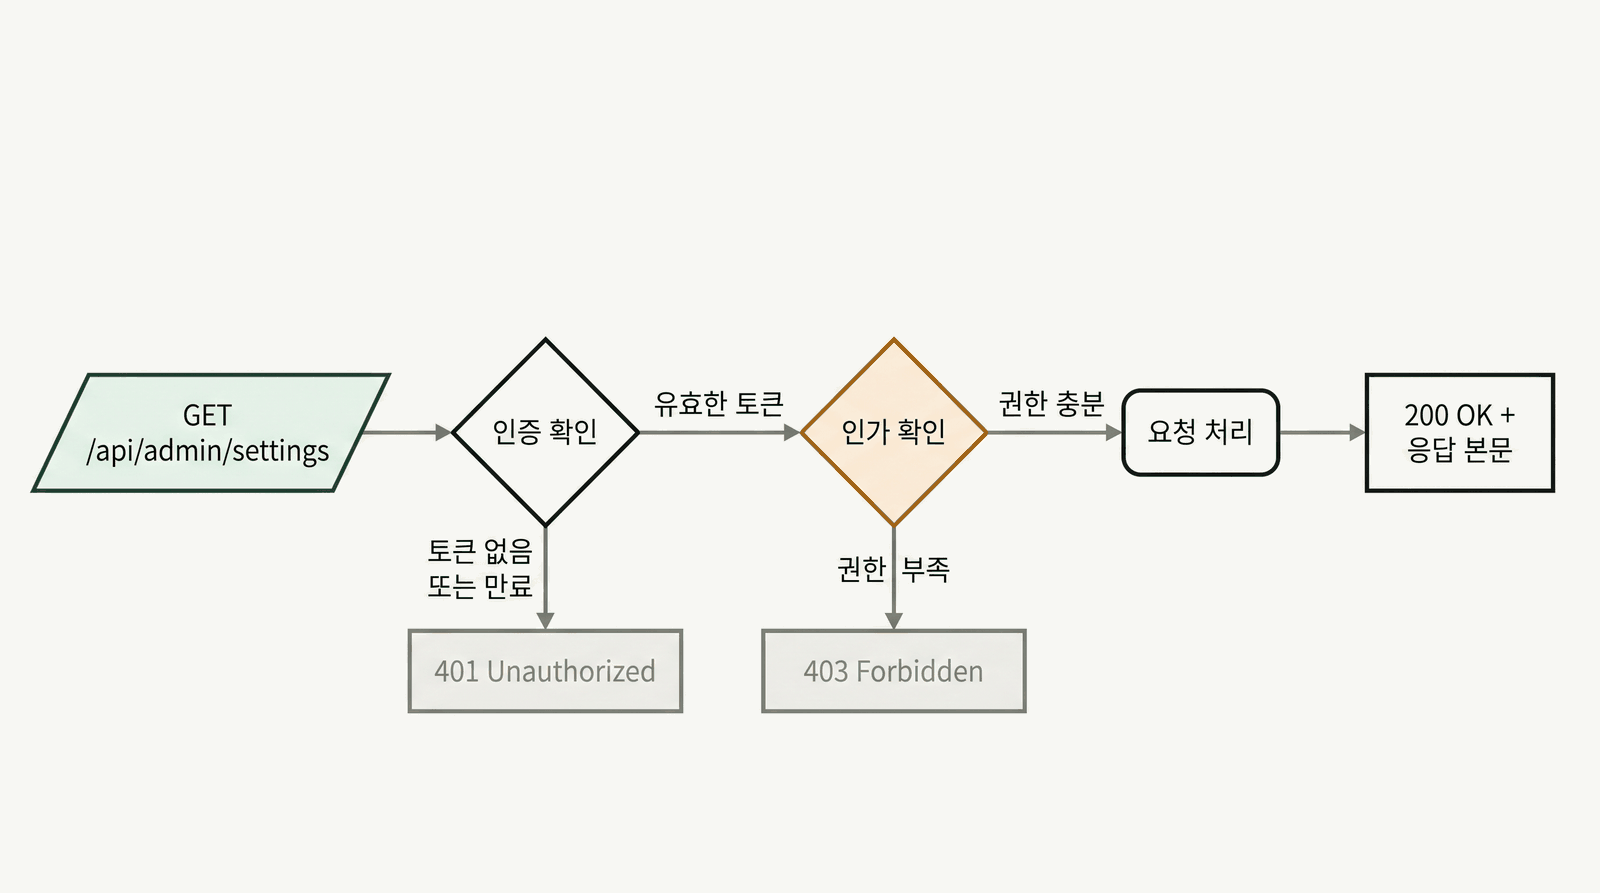 GET
/api/admin/settings
인증 확인
유효한 토큰
인가 확인
권한 충분
요청 처리
200 OK +
응답 본문
토큰 없음
또는 만료
권한 부족
401 Unauthorized
403 Forbidden